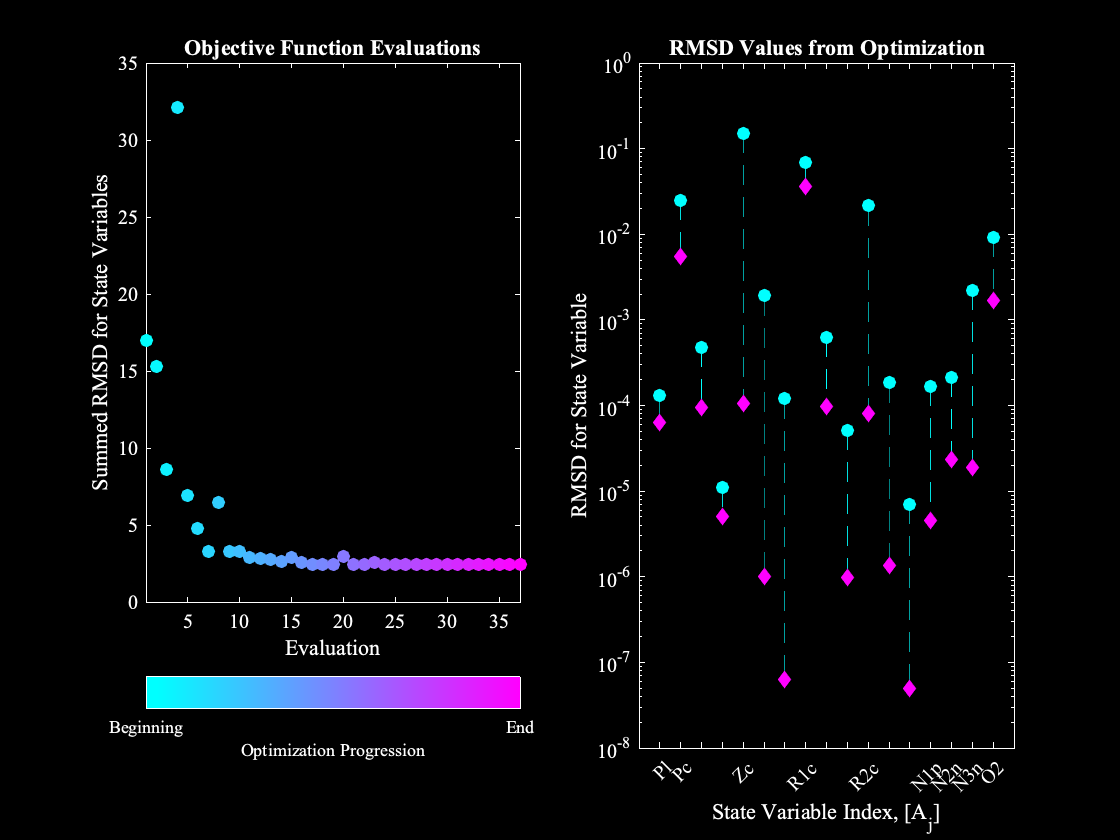 Objective Function Evaluations
35
30
25
20
15
10
5
0
Summed RMSD for State Variables
5 10 15 20 25 30 35
Evaluation
Beginning End
Optimization Progression
RMSD Values from Optimization
10^0
10^-1
10^-2
10^-3
10^-4
10^-5
10^-6
10^-7
10^-8
RMSD for State Variable
P1 Pc Zc R1c R2c N1p N2n N3n O2
State Variable Index, [A_j]